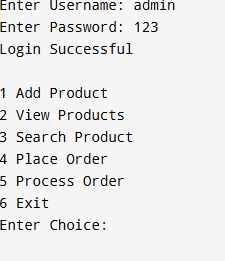 Enter Username: admin
Enter Password: 123
Login Successful
1 Add Product
2 View Products
3 Search Product
4 Place Order
5 Process Order
6 Exit
Enter Choice: